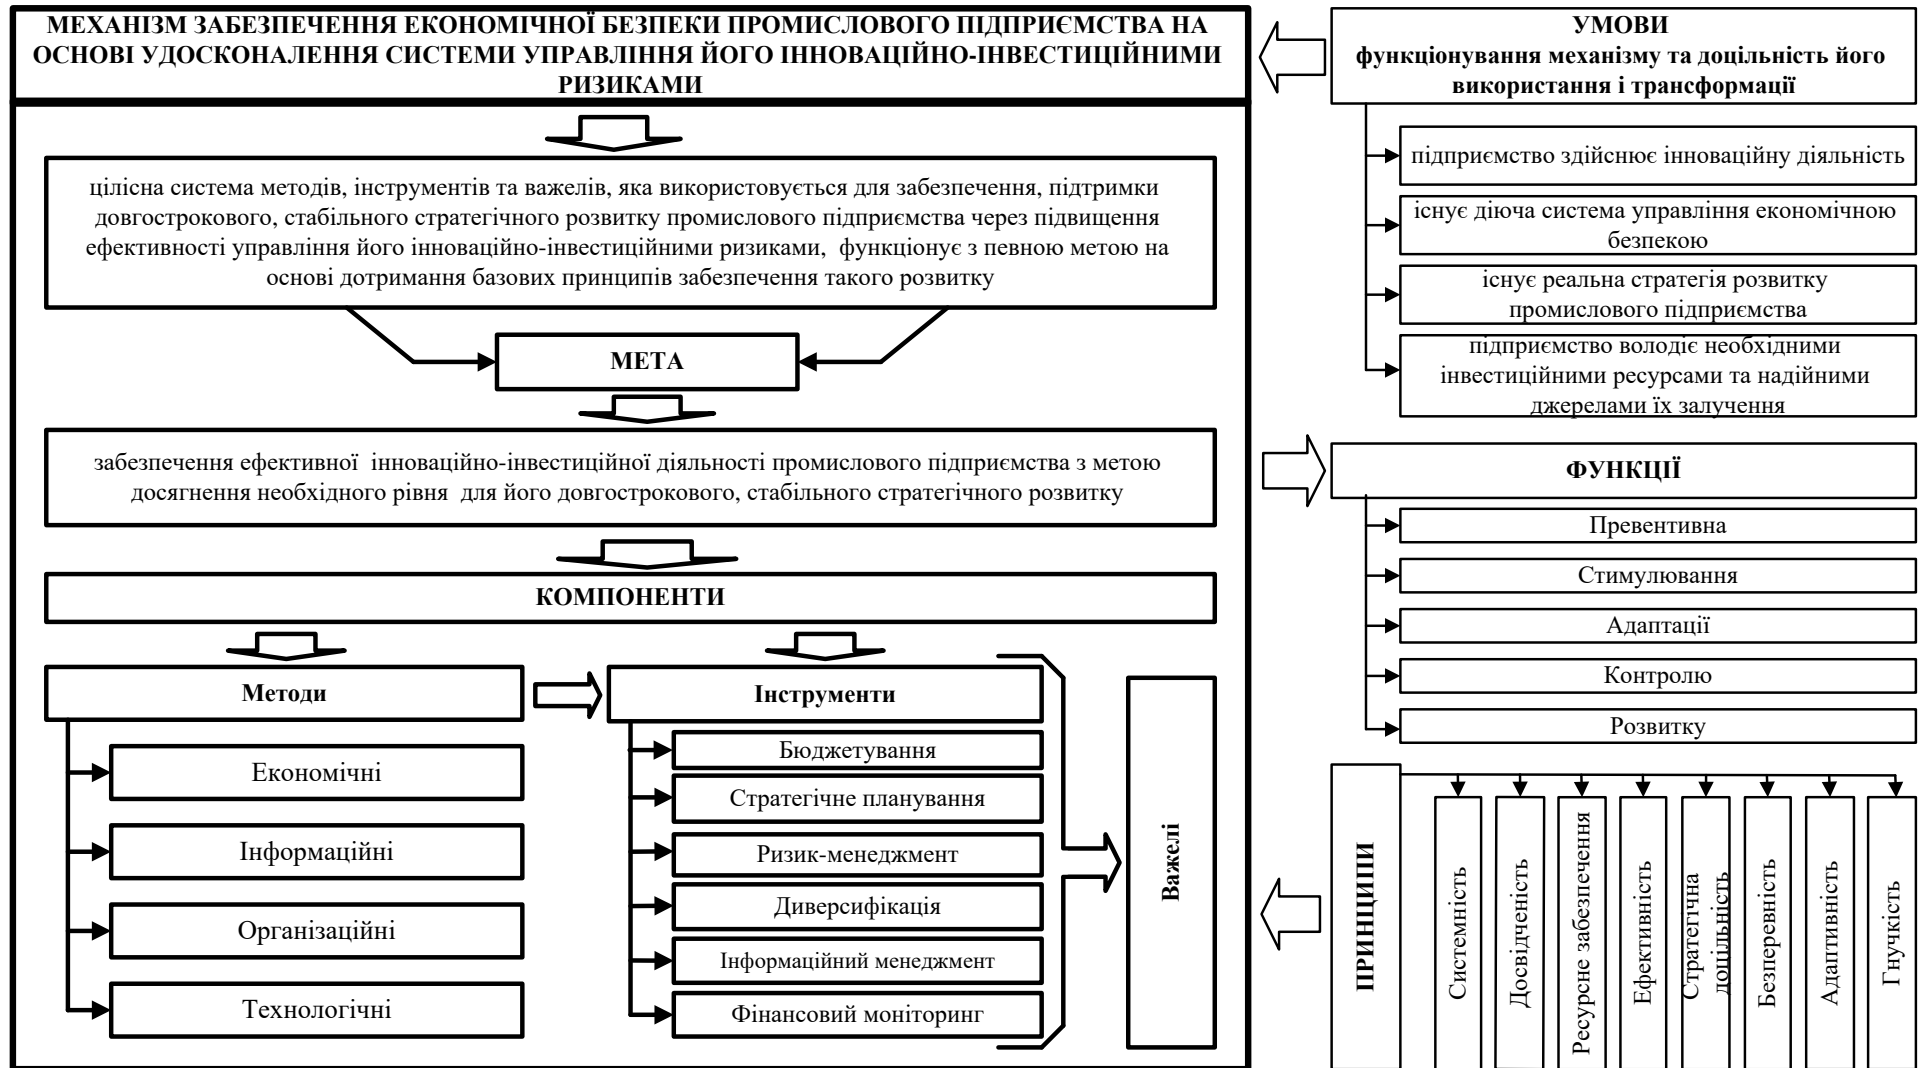 МЕХАНІЗМ ЗАБЕЗПЕЧЕННЯ ЕКОНОМІЧНОЇ БЕЗПЕКИ ПРОМИСЛОВОГО ПІДПРИЄМСТВА НА
ОСНОВІ УДОСКОНАЛЕННЯ СИСТЕМИ УПРАВЛІННЯ ЙОГО ІННОВАЦІЙНО-ІНВЕСТИЦІЙНИМИ
РИЗИКАМИ
цілісна система методів, інструментів та важелів, яка використовується для забезпечення, підтримки
довгострокового, стабільного стратегічного розвитку промислового підприємства через підвищення
ефективності управління його інноваційно-інвестиційними ризиками, функціонує з певною метою на
основі дотримання базових принципів забезпечення такого розвитку
МЕТА
забезпечення ефективної інноваційно-інвестиційної діяльності промислового підприємства з метою
досягнення необхідного рівня для його довгострокового, стабільного стратегічного розвитку
КОМПОНЕНТИ
Методи
Економічні
Інформаційні
Організаційні
Технологічні
Інструменти
Бюджетування
Стратегічне планування
Ризик-менеджмент
Диверсифікація
Інформаційний менеджмент
Фінансовий моніторинг
Важелі
УМОВИ
функціонування механізму та доцільність його
використання і трансформації
підприємство здійснює інноваційну діяльність
існує діюча система управління економічною
безпекою
існує реальна стратегія розвитку
промислового підприємства
підприємство володіє необхідними
інвестиційними ресурсами та надійними
джерелами їх залучення
ФУНКЦІЇ
Превентивна
Стимулювання
Адаптації
Контролю
Розвитку
ПРИНЦИПИ
Системність
Досвідченість
Ресурсне забезпечення
Ефективність
Стратегічна
доцільність
Безперевність
Адаптивність
Гнучкість